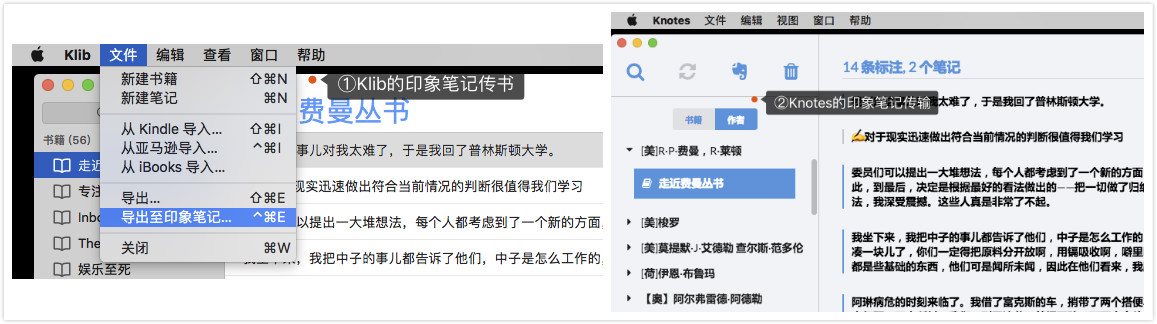 Klib 文件 编辑 查看 窗口 帮助
新建书籍 ⇧⌘N
新建笔记 ⌘N
从 Kindle 导入... ⇧⌘I
从亚马逊导入... ^⌘I
从 iBooks 导入...
导出... ⇧⌘E
导出至印象笔记... ^⌘E
关闭 ⌘W
书籍 (56)
走近
专注
Inbo
The
娱乐至死
①Klib的印象笔记传书
费曼丛书
事儿对我太难了，于是我回了普林斯顿大学。
现实迅速做出符合当前情况的判断很值得我们学习
以提出一大堆想法，每个人都考虑到了一个新的方面，
我坐下来，我把中子的事儿都告诉了他们，中子是怎么工作的，
Knotes 文件 编辑 视图 窗口 帮助
14 条标注, 2 个笔记
②Knotes的印象笔记传输
书籍 作者
[美]R·P·费曼，R·莱顿
走近费曼丛书
[美]梭罗
[美]莫提默·J·艾德勒 查尔斯·范多伦
[荷]伊恩·布鲁玛
【奥】阿尔弗雷德·阿德勒
我太难了，于是我回了普林斯顿大学。
✍对于现实迅速做出符合当前情况的判断很值得我们学习
委员们可以提出一大堆想法，每个人都考虑到了一个新的方面
此，到最后，决定是根据最好的看法做出的——把一切做了归纳
法，我深受震撼。这些人真是非常了不起。
我坐下来，我把中子的事儿都告诉了他们，中子是怎么工作的
凑一块儿了，你们一定得把原料分开放啊，用镉吸收啊，噼里
都是些基础的东西，他们可是闻所未闻，因此在他们看来，我
阿琳病危的时刻来临了。我借了富克斯的车，捎带了两个搭便